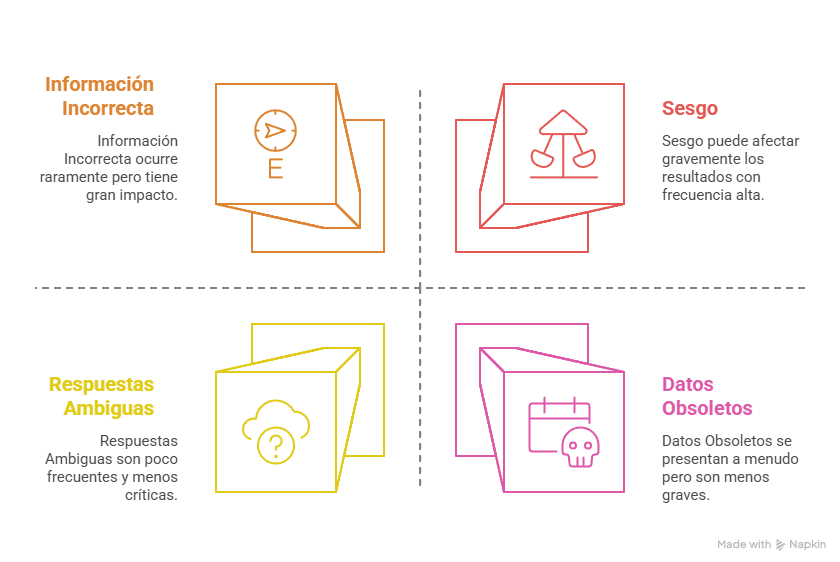 Información
Incorrecta
Información
Incorrecta ocurre
raramente pero tiene
gran impacto.
E
Sesgo
Sesgo puede afectar
gravemente los
resultados con
frecuencia alta.
Respuestas
Ambiguas
Respuestas
Ambiguas son poco
frecuentes y menos
críticas.
?
Datos
Obsoletos
Datos Obsoletos se
presentan a menudo
pero son menos
graves.
Made with Napkin